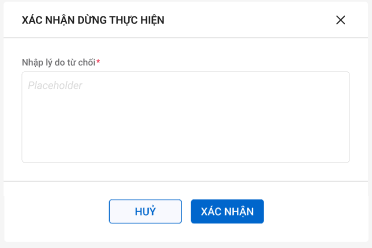 XÁC NHẬN DỪNG THỰC HIỆN
Nhập lý do từ chối*
Placeholder
HUỶ
XÁC NHẬN